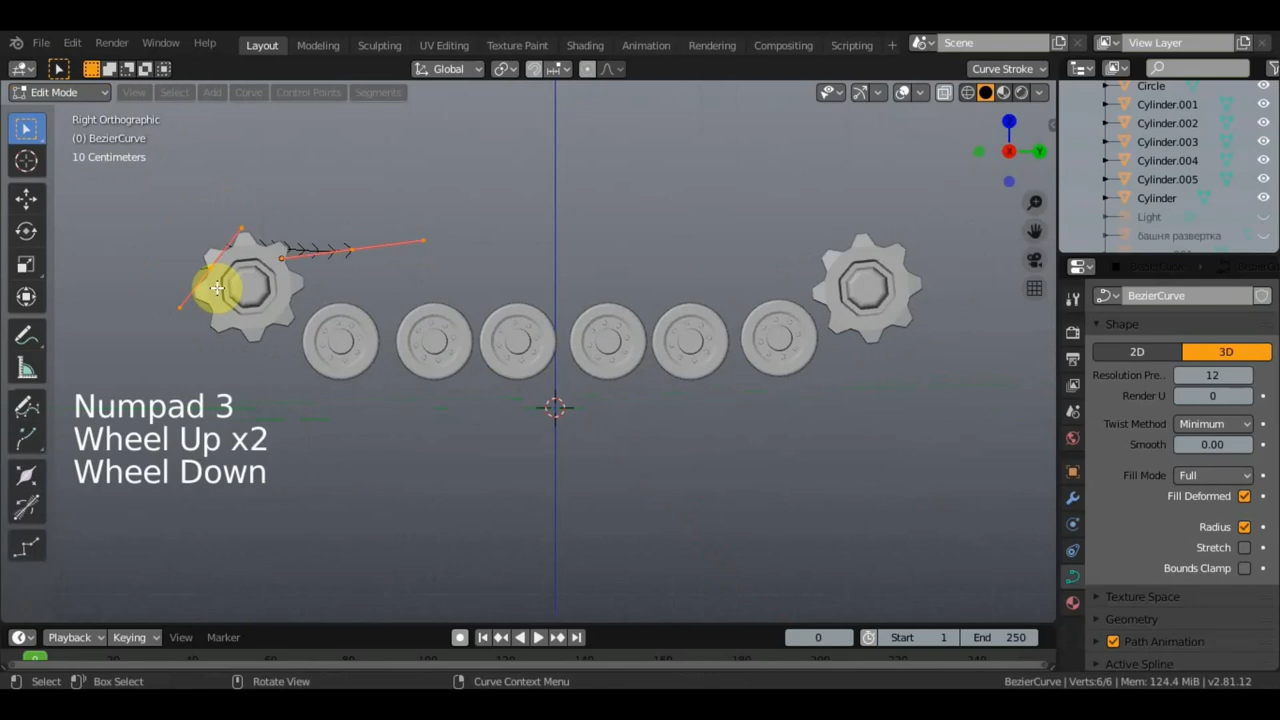 File Edit Render Window Help Layout Modeling Sculpting UV Editing Texture Paint Shading Animation Rendering Compositing Scripting + Scene View Layer
Global Curve Stroke
Edit Mode View Select Add Curve Control Points Segments
Right Orthographic
(0) BezierCurve
10 Centimeters
Z
X
Y
Circle
Cylinder.001
Cylinder.002
Cylinder.003
Cylinder.004
Cylinder.005
Cylinder
Light
башня развертка
BezierCurve
Shape
2D 3D
Resolution Pre... 12
Render U 0
Twist Method Minimum
Smooth 0.00
Fill Mode Full
Fill Deformed
Radius
Stretch
Bounds Clamp
Texture Space
Geometry
Path Animation
Active Spline
Numpad 3
Wheel Up x2
Wheel Down
Playback Keying View Marker 0 Start 1 End 250
0
Select Box Select Rotate View Curve Context Menu BezierCurve | Verts:6/6 | Mem: 124.4 MiB | v2.81.12